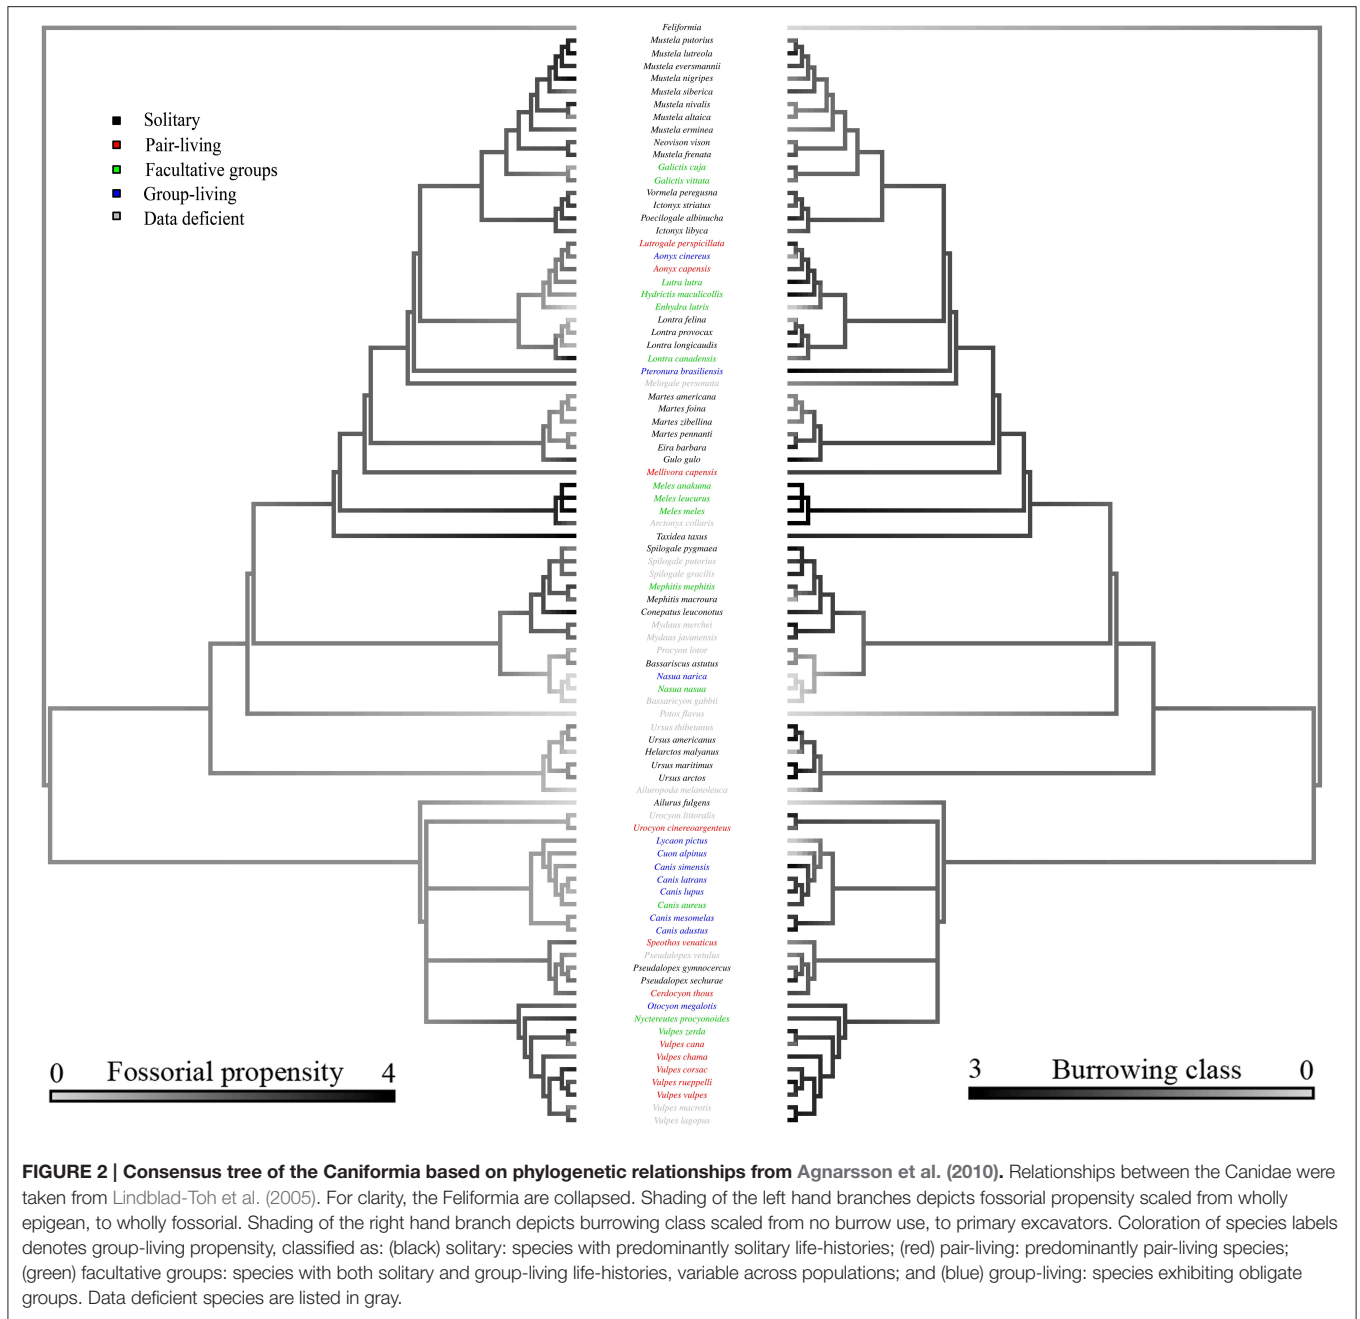 Feliformia
Mustela putorius
Mustela lutreola
Mustela eversmannii
Mustela nigripes
Mustela siberica
Mustela nivalis
Mustela altaica
Mustela erminea
Neovison vison
Mustela frenata
Galictis cuja
Galictis vittata
Vormela peregusna
Ictonyx striatus
Poecilogale albinucha
Ictonyx libyca
Lutrogale perspicillata
Aonyx cinereus
Aonyx capensis
Lutra lutra
Hydrictis maculicollis
Enhydra lutris
Lontra felina
Lontra provocax
Lontra longicaudis
Lontra canadensis
Pteronura brasiliensis
Melogale personata
Martes americana
Martes foina
Martes zibellina
Martes pennanti
Eira barbara
Gulo gulo
Mellivora capensis
Meles anakuma
Meles leucurus
Meles meles
Arctonyx collaris
Taxidea taxus
Spilogale pygmaea
Spilogale putorius
Spilogale gracilis
Mephitis mephitis
Mephitis macroura
Conepatus leuconotus
Mydaus merchei
Mydaus javanensis
Procyon lotor
Bassariscus astutus
Nasua narica
Nasua nasua
Bassaricyon gabbii
Potos flavus
Ursus thibetanus
Ursus americanus
Helarctos malyanus
Ursus maritimus
Ursus arctos
Ailuropoda melanoleuca
Ailurus fulgens
Urocyon littoralis
Urocyon cinereoargenteus
Lycaon pictus
Cuon alpinus
Canis simensis
Canis latrans
Canis lupus
Canis aureus
Canis mesomelas
Canis adustus
Speothos venaticus
Pseudalopex vetulus
Pseudalopex gymnocercus
Pseudalopex sechurae
Cerdocyon thous
Otocyon megalotis
Nyctereutes procyonoides
Vulpes zerda
Vulpes cana
Vulpes chama
Vulpes corsac
Vulpes rueppelli
Vulpes vulpes
Vulpes macrotis
Vulpes lagopus
Solitary
Pair-living
Facultative groups
Group-living
Data deficient
0 Fossorial propensity 4
3 Burrowing class 0
FIGURE 2 | Consensus tree of the Caniformia based on phylogenetic relationships from Agnarsson et al. (2010). Relationships between the Canidae were
taken from Lindblad-Toh et al. (2005). For clarity, the Feliformia are collapsed. Shading of the left hand branches depicts fossorial propensity scaled from wholly
epigean, to wholly fossorial. Shading of the right hand branch depicts burrowing class scaled from no burrow use, to primary excavators. Coloration of species labels
denotes group-living propensity, classified as: (black) solitary: species with predominantly solitary life-histories; (red) pair-living: predominantly pair-living species;
(green) facultative groups: species with both solitary and group-living life-histories, variable across populations; and (blue) group-living: species exhibiting obligate
groups. Data deficient species are listed in gray.